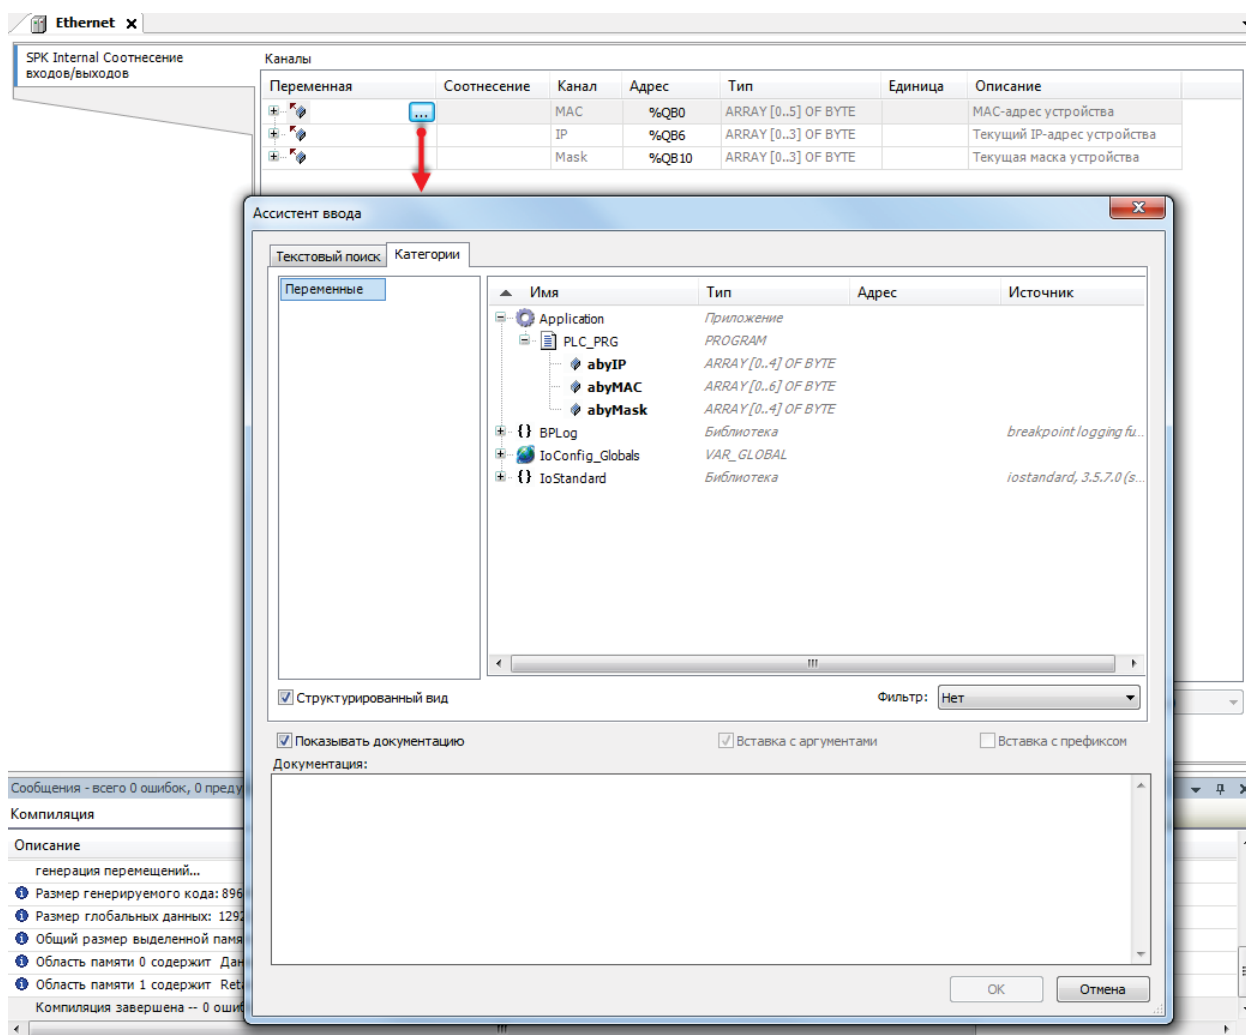 Ethernet
SPK Internal Соотнесение
входов/выходов
Каналы
Переменная Соотнесение Канал Адрес Тип Единица Описание
... MAC %QB0 ARRAY [0..5] OF BYTE MAC-адрес устройства
IP %QB6 ARRAY [0..3] OF BYTE Текущий IP-адрес устройства
Mask %QB10 ARRAY [0..3] OF BYTE Текущая маска устройства
Ассистент ввода
Текстовый поиск Категории
Переменные
Имя Тип Адрес Источник
Application Приложение
PLC_PRG PROGRAM
abyIP ARRAY [0..4] OF BYTE
abyMAC ARRAY [0..6] OF BYTE
abyMask ARRAY [0..4] OF BYTE
{} BPLog Библиотека breakpoint logging fu...
IoConfig_Globals VAR_GLOBAL
{} IoStandard Библиотека iostandard, 3.5.7.0 (s...
Структурированный вид Фильтр: Нет
Показывать документацию Вставка с аргументами Вставка с префиксом
Документация:
Сообщения - всего 0 ошибок, 0 преду
Компиляция
Описание
генерация перемещений...
Размер генерируемого кода: 896
Размер глобальных данных: 1292
Общий размер выделенной памя
Область памяти 0 содержит Дан
Область памяти 1 содержит Reta
Компиляция завершена -- 0 ошиб
OK Отмена